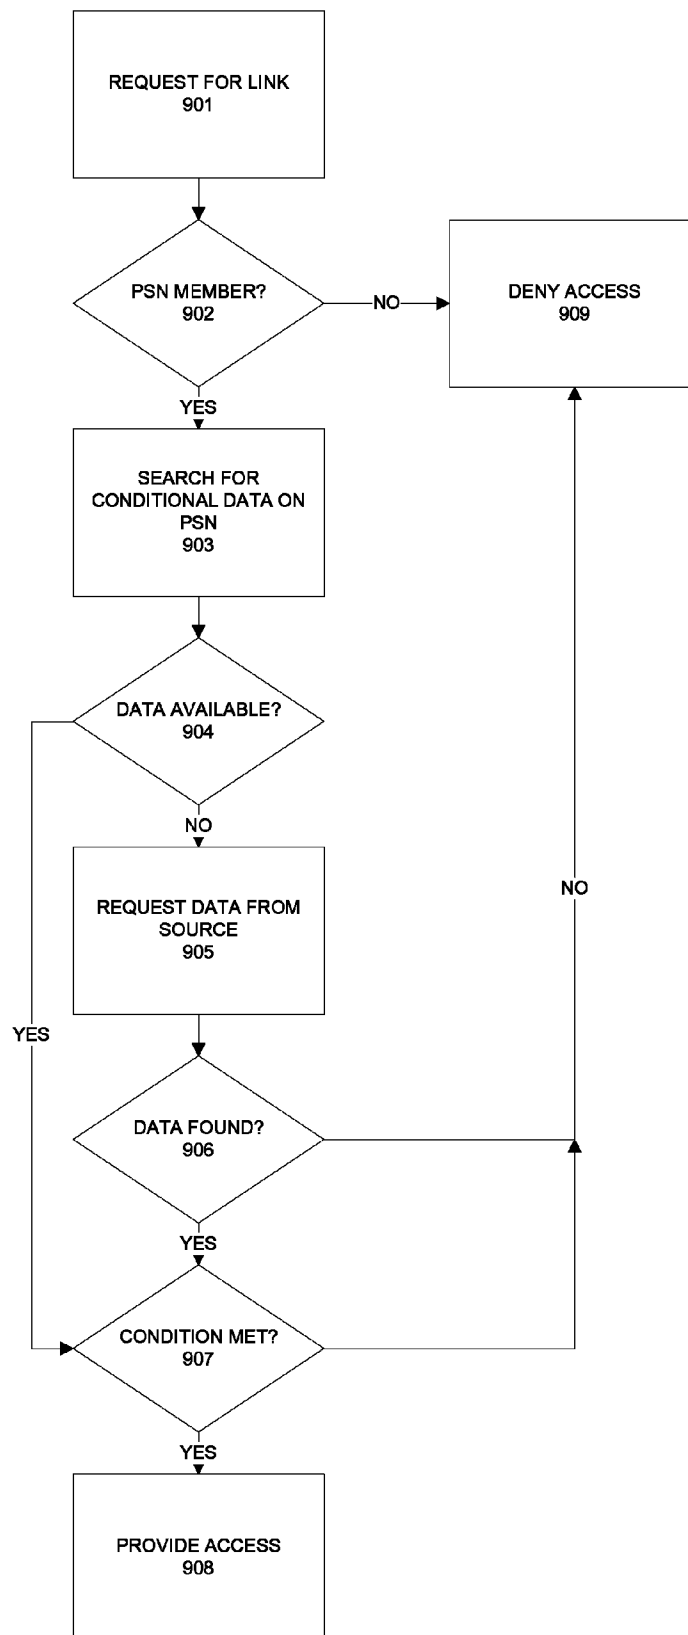 REQUEST FOR LINK
901
PSN MEMBER?
902
NO
DENY ACCESS
909
YES
SEARCH FOR
CONDITIONAL DATA ON
PSN
903
DATA AVAILABLE?
904
NO
REQUEST DATA FROM
SOURCE
905
NO
YES
DATA FOUND?
906
YES
CONDITION MET?
907
YES
PROVIDE ACCESS
908